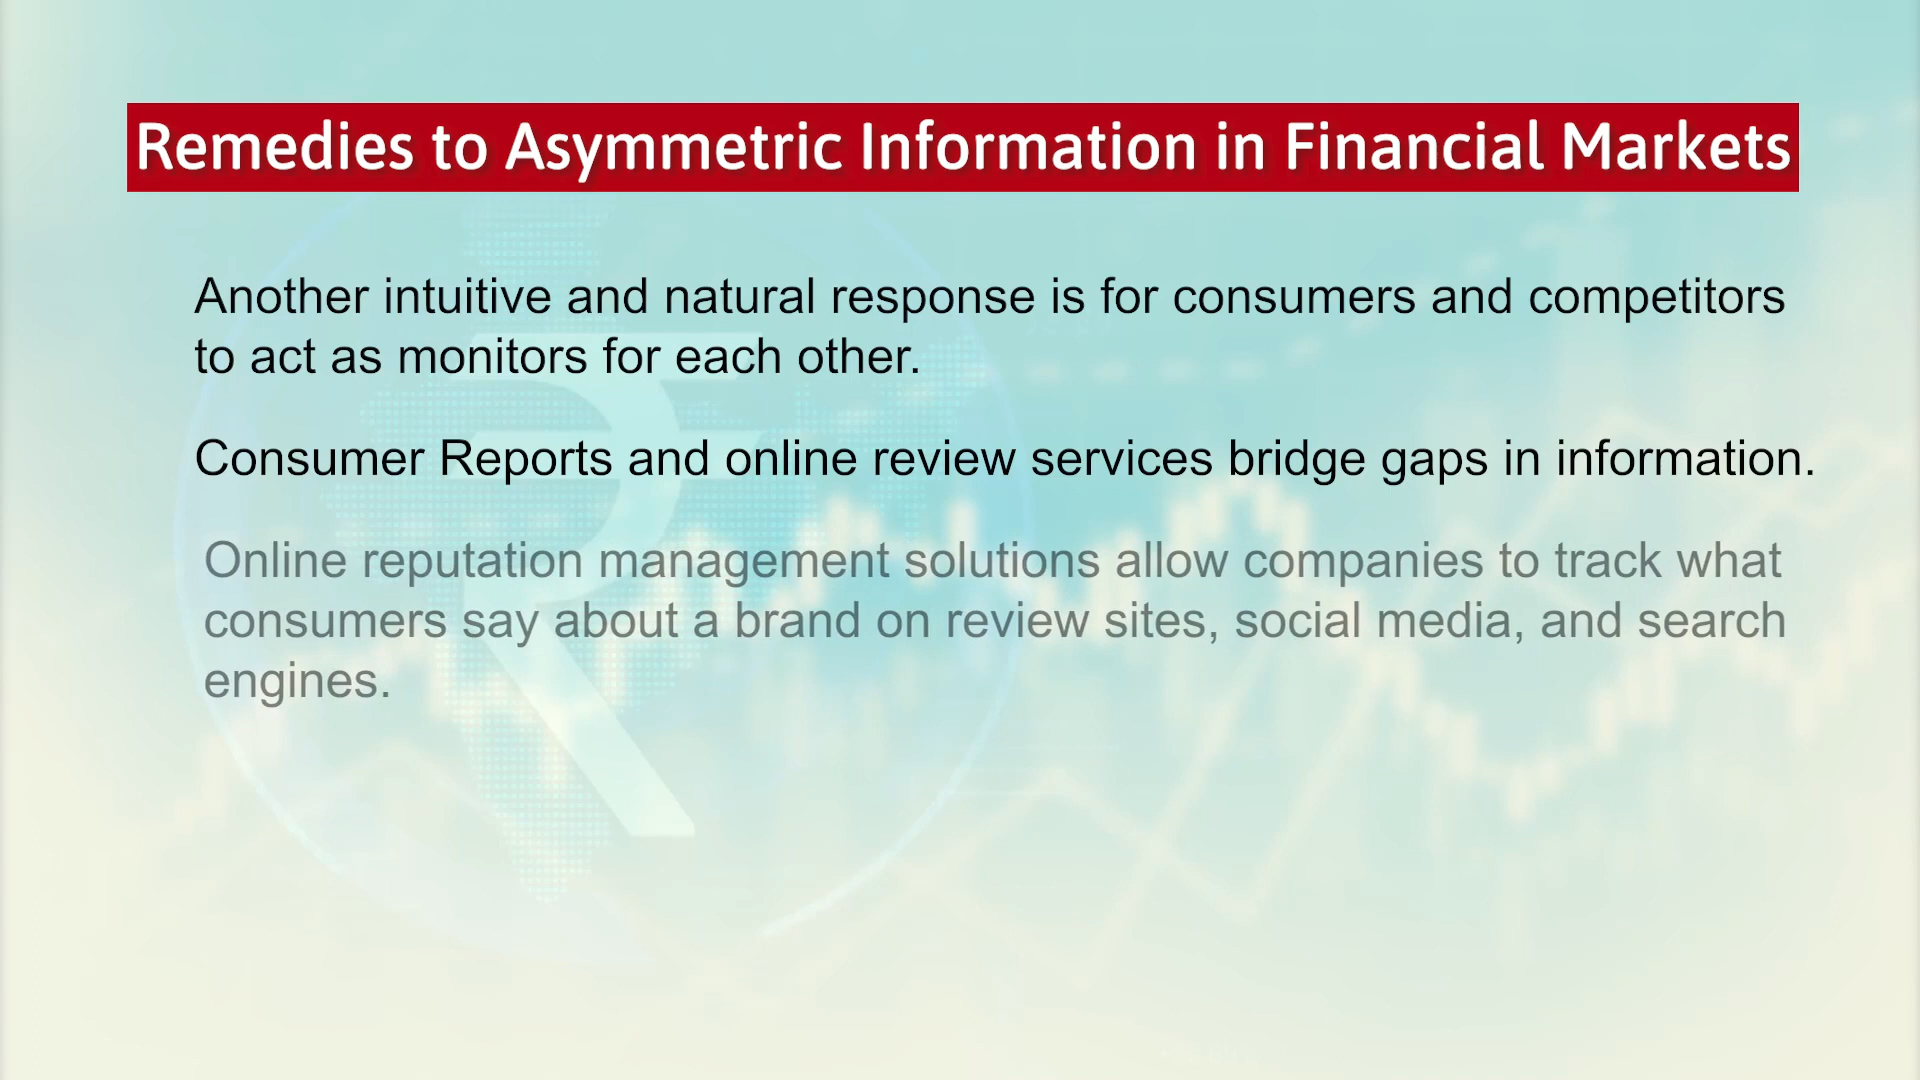 Remedies to Asymmetric Information in Financial Markets
Another intuitive and natural response is for consumers and competitors
to act as monitors for each other.
Consumer Reports and online review services bridge gaps in information.
Online reputation management solutions allow companies to track what
consumers say about a brand on review sites, social media, and search
engines.